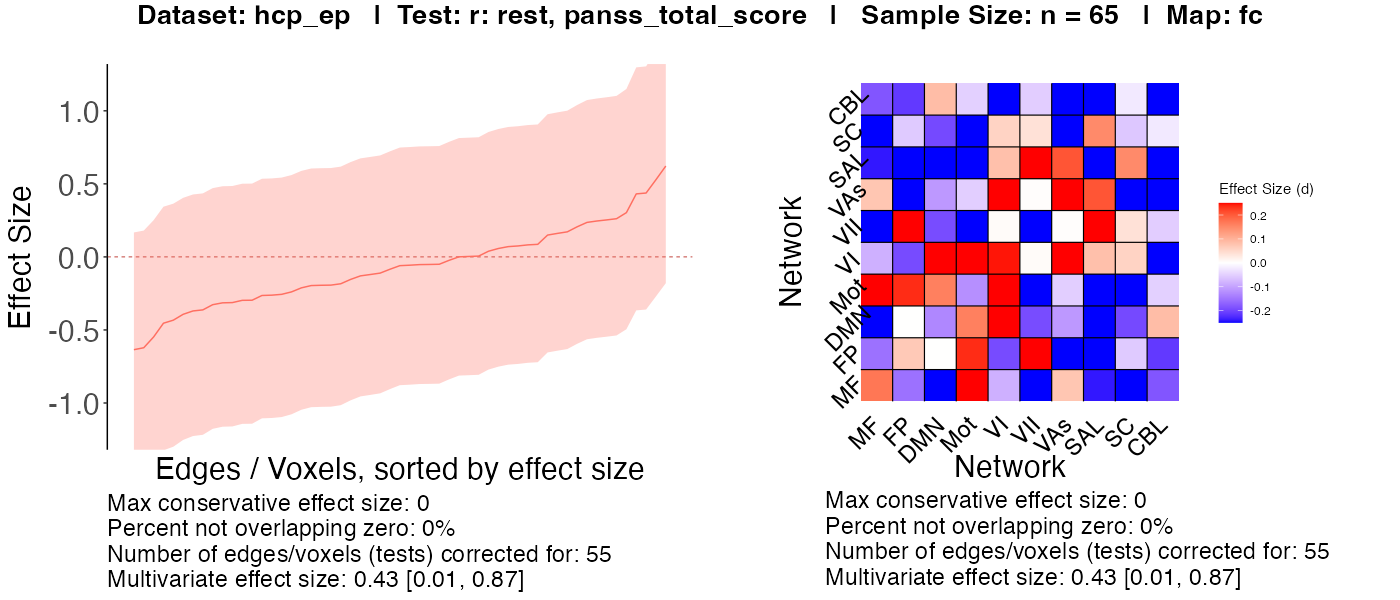 Dataset: hcp_ep | Test: r: rest, panss_total_score | Sample Size: n = 65 | Map: fc
Effect Size
1.0
0.5
0.0
-0.5
-1.0
Edges / Voxels, sorted by effect size
Max conservative effect size: 0
Percent not overlapping zero: 0%
Number of edges/voxels (tests) corrected for: 55
Multivariate effect size: 0.43 [0.01, 0.87]
Network
CBL
SC
SAL
VAs
VII
VI
Mot
DMN
FP
MF
MF FP DMN Mot VI VII VAs SAL SC CBL
Network
Effect Size (d)
0.2
0.1
0.0
-0.1
-0.2
Max conservative effect size: 0
Percent not overlapping zero: 0%
Number of edges/voxels (tests) corrected for: 55
Multivariate effect size: 0.43 [0.01, 0.87]